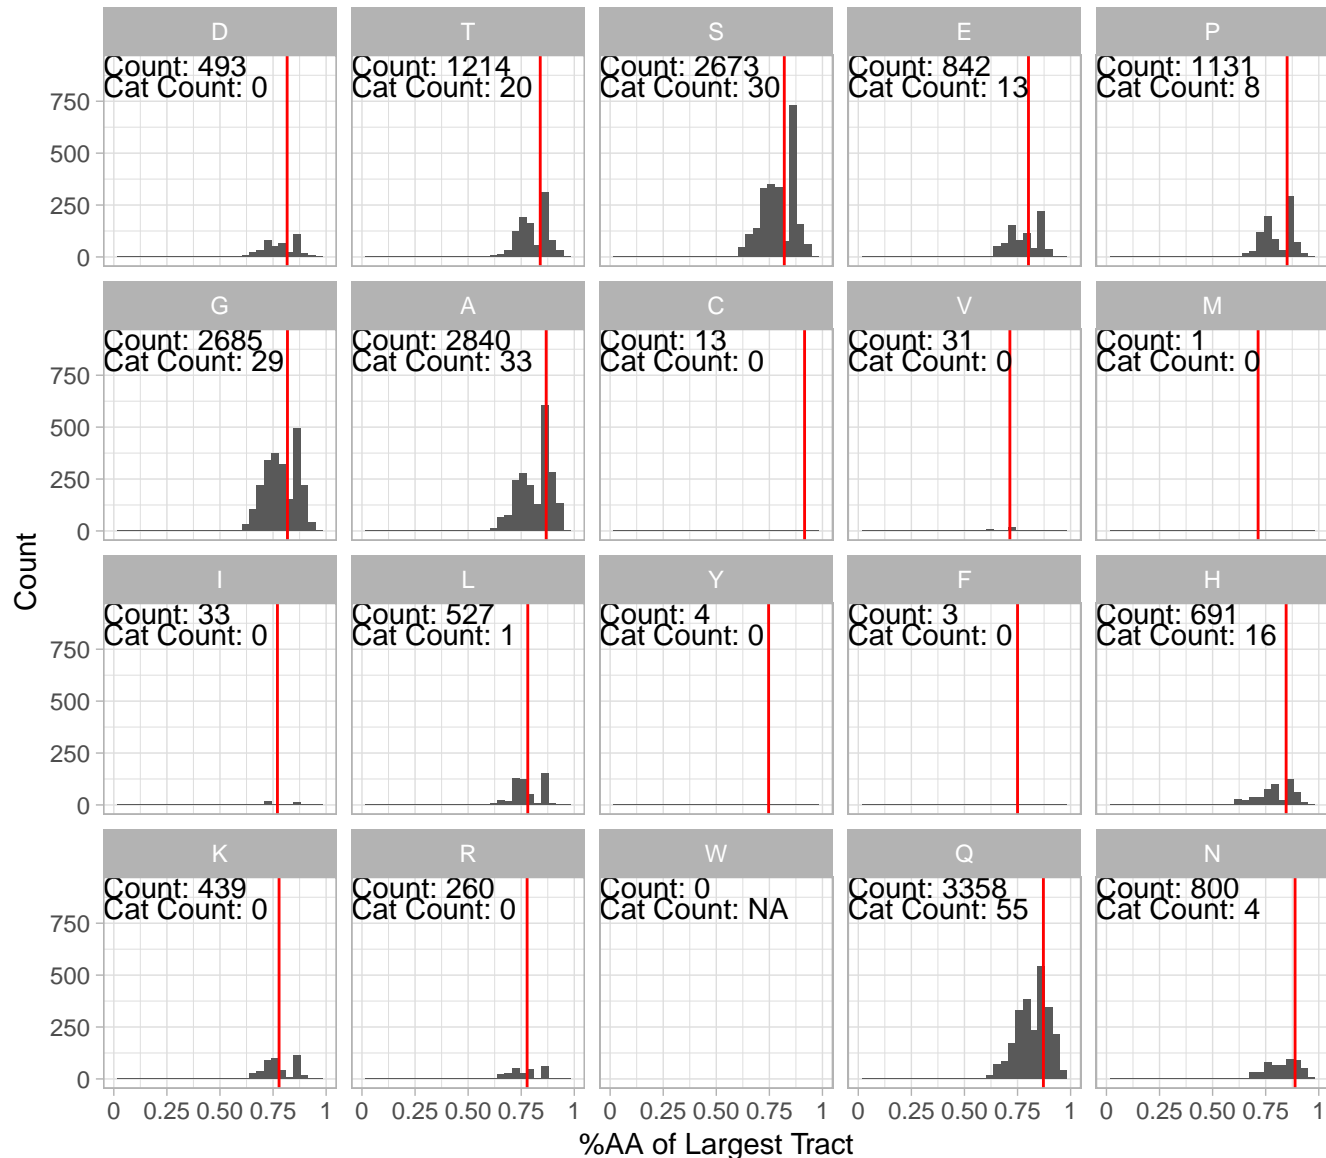 D T S E P
Count: 493 Count: 1214 Count: 2673 Count: 842 Count: 1131
Cat Count: 0 Cat Count: 20 Cat Count: 30 Cat Count: 13 Cat Count: 8
750
500
250
0
G A C V M
Count: 2685 Count: 2840 Count: 13 Count: 31 Count: 1
Cat Count: 29 Cat Count: 33 Cat Count: 0 Cat Count: 0 Cat Count: 0
750
500
250
0
Count
I L Y F H
Count: 33 Count: 527 Count: 4 Count: 3 Count: 691
Cat Count: 0 Cat Count: 1 Cat Count: 0 Cat Count: 0 Cat Count: 16
750
500
250
0
K R W Q N
Count: 439 Count: 260 Count: 0 Count: 3358 Count: 800
Cat Count: 0 Cat Count: 0 Cat Count: NA Cat Count: 55 Cat Count: 4
750
500
250
0
0 0.25 0.50 0.75 1 0 0.25 0.50 0.75 1 0 0.25 0.50 0.75 1 0 0.25 0.50 0.75 1 0 0.25 0.50 0.75 1
%AA of Largest Tract